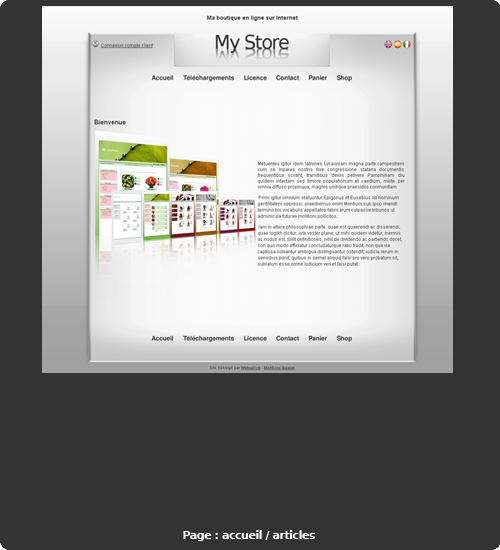 Ma boutique en ligne sur internet
Connexion compte client
My Store
Accueil Téléchargements Licence Contact Panier Shop
Bienvenue
Mebuntes igitur idem latrones Lycaoniam magna parte campestrem
cum se inpares nostris fore congressione stataria documentis
frequentibus scirent, tramitibus deviis petivere Pamphyliam diu
quidem intactam sed timore populationum et caedium, milite per
omnia diffuso propinqua, magnis undique praesidiis conmunitam.
Primi igitur omnium statuuntur Epigonus et Eusebius ob nominum
gentilitatem oppressi. praediximus enim Montium sub ipso vivendi
termino his vocabulis appellatos fabricarum culpasse tribunos ut
adminicula futurae molitioni pollicitos.
Iam in altera philosophiae parte. quae est quaerendi ac disserendi,
quae logikh dicitur, iste vester plane, ut mihi quidem videtur, inermis
ac nudus est. tollit definitiones, nihil de dividendo ac partiendo docet,
non quo modo efficiatur concludaturque ratio tradit, non qua via
captiosa solvantur ambigua distinguantur ostendit; iudicia rerum in
sensibus ponit, quibus si semel aliquid falsi pro vero probatum sit,
sublatum esse omne iudicium veri et falsi putat.
Accueil Téléchargements Licence Contact Panier Shop
Page : accueil / articles